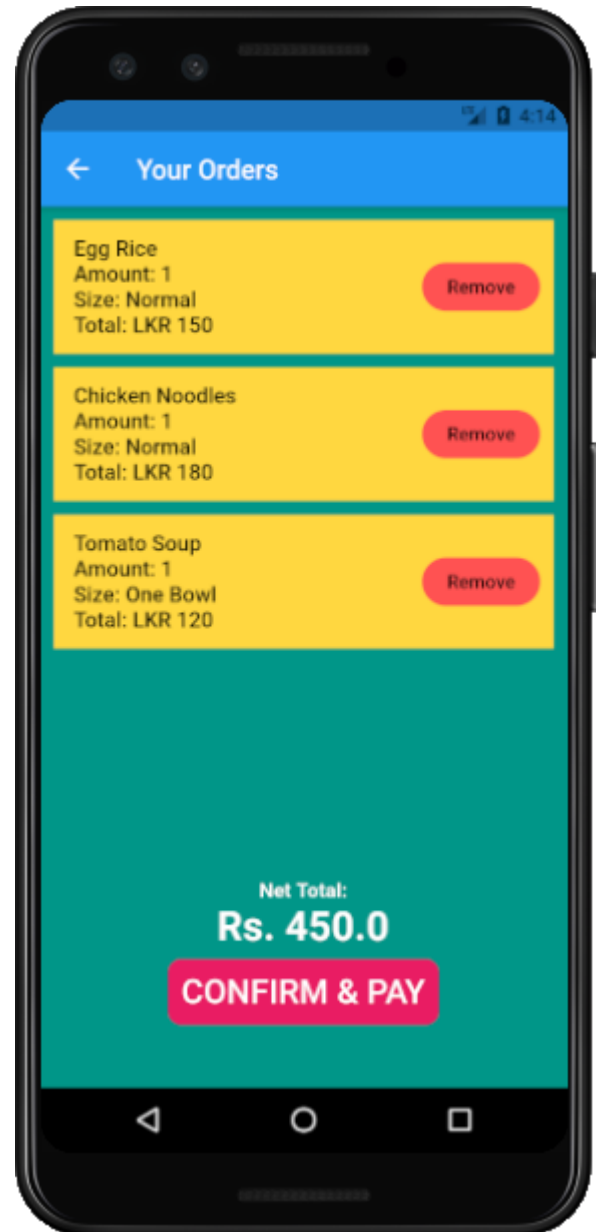 4:14
Your Orders
Egg Rice
Amount: 1
Size: Normal
Total: LKR 150
Remove
Chicken Noodles
Amount: 1
Size: Normal
Total: LKR 180
Remove
Tomato Soup
Amount: 1
Size: One Bowl
Total: LKR 120
Remove
Net Total:
Rs. 450.0
CONFIRM & PAY